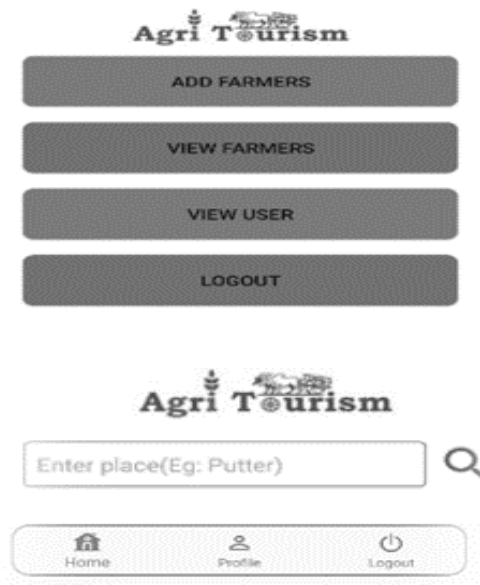 Agri Tourism
ADD FARMERS
VIEW FARMERS
VIEW USER
LOGOUT
Agri Tourism
Enter place(Eg: Putter)
Home Profile Logout